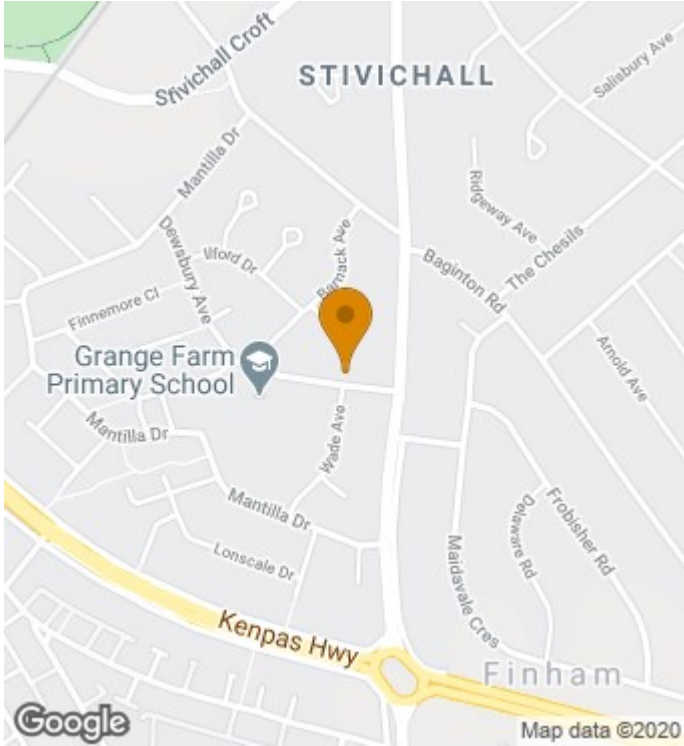 Stivichall Croft
STIVICHALL
Salisbury Ave
Mantilla Dr
Ridgeway Ave
Dewsbury Ave
Ilford Dr
Barnack Ave
The Chesils
Baginton Rd
Finnemore Cl
Grange Farm
Primary School
Arnold Ave
Mantilla Dr
Wade Ave
Mantilla Dr
Lonscale Dr
Delaware Rd
Frobisher Rd
Maidavale Cres
Kenpas Hwy
Finham
Google
Map data ©2020